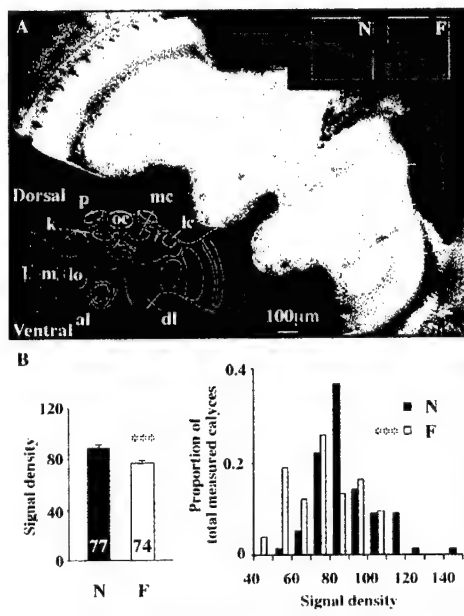 A
N F
Dorsal
p oc mc
k lc
l m lo
al
Ventral
dl
100μm
B
Signal density
120
80
40
0
***
77 74
N F
Proportion of
total measured calyces
0.4
0.2
0
N
*** F
40 60 80 100 120 140
Signal density